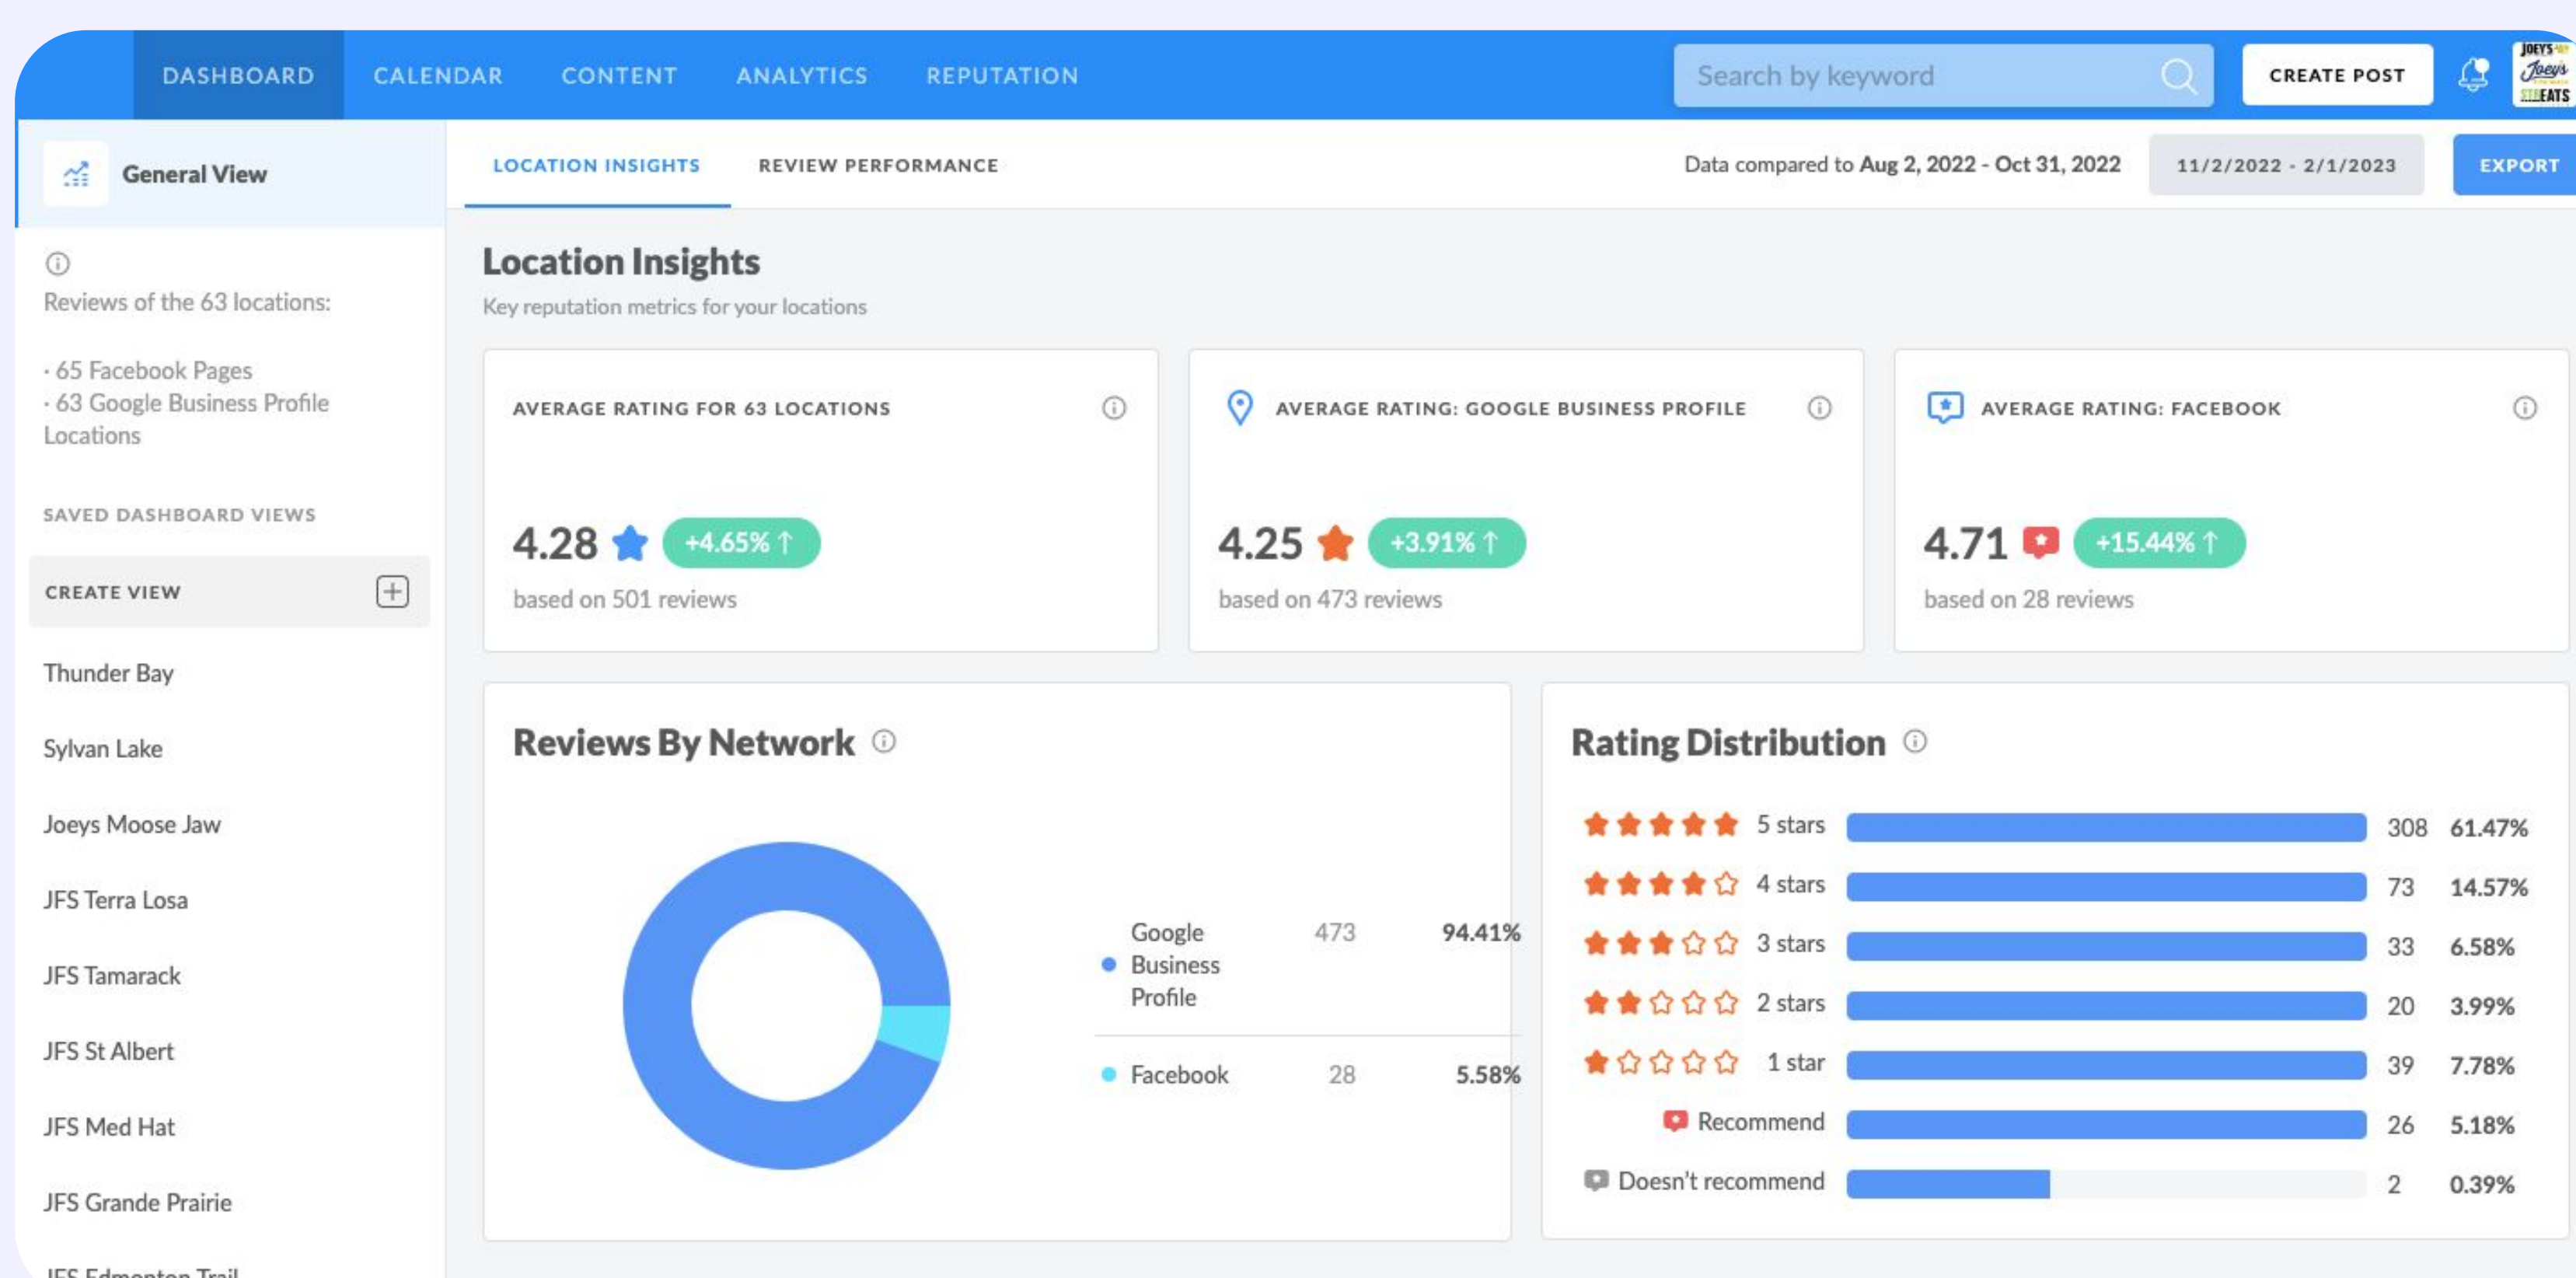 DASHBOARD CALENDAR CONTENT ANALYTICS REPUTATION Search by keyword CREATE POST
JOEYS
Joeys
STREATS
General View
LOCATION INSIGHTS REVIEW PERFORMANCE Data compared to Aug 2, 2022 - Oct 31, 2022 11/2/2022 - 2/1/2023 EXPORT
Reviews of the 63 locations:
· 65 Facebook Pages
· 63 Google Business Profile
Locations
SAVED DASHBOARD VIEWS
CREATE VIEW
Thunder Bay
Sylvan Lake
Joeys Moose Jaw
JFS Terra Losa
JFS Tamarack
JFS St Albert
JFS Med Hat
JFS Grande Prairie
JFS Edmonton Trail
Location Insights
Key reputation metrics for your locations
AVERAGE RATING FOR 63 LOCATIONS
4.28 +4.65% ↑
based on 501 reviews
AVERAGE RATING: GOOGLE BUSINESS PROFILE
4.25 +3.91% ↑
based on 473 reviews
AVERAGE RATING: FACEBOOK
4.71 +15.44% ↑
based on 28 reviews
Reviews By Network
Google 473 94.41%
Business
Profile
Facebook 28 5.58%
Rating Distribution
5 stars 308 61.47%
4 stars 73 14.57%
3 stars 33 6.58%
2 stars 20 3.99%
1 star 39 7.78%
Recommend 26 5.18%
Doesn't recommend 2 0.39%